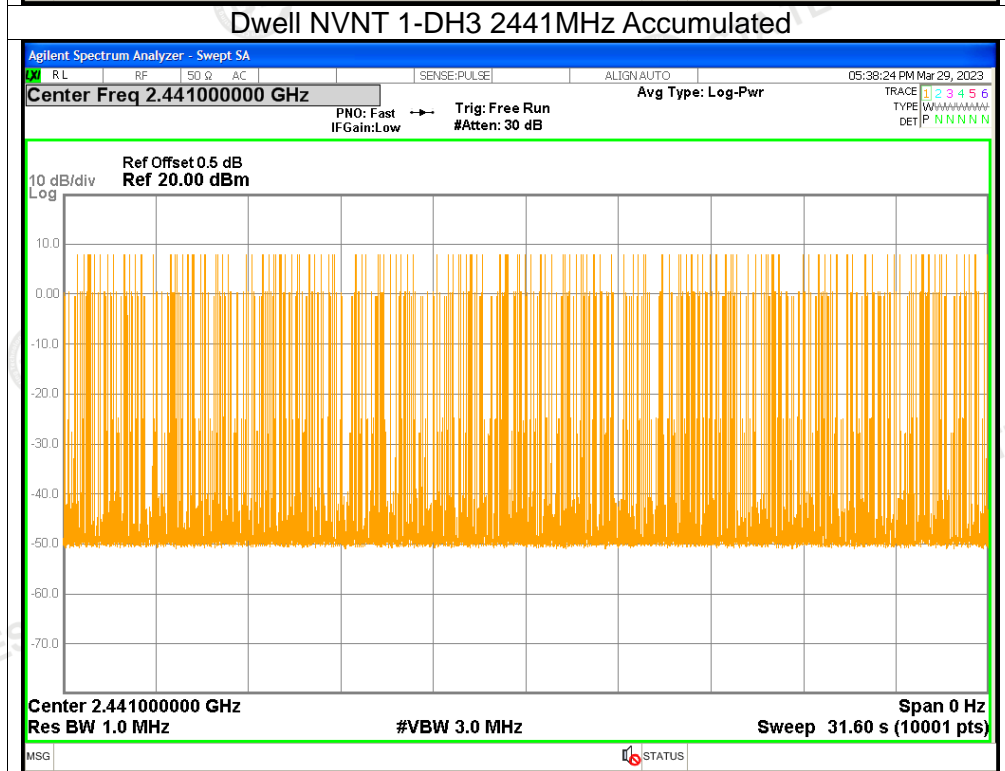 Dwell NVNT 1-DH3 2441MHz Accumulated
Agilent Spectrum Analyzer - Swept SA
LXI RL RF 50 Ω AC SENSE:PULSE ALIGN AUTO 05:38:24 PM Mar 29, 2023
Center Freq 2.441000000 GHz Avg Type: Log-Pwr TRACE 1 2 3 4 5 6
PNO: Fast Trig: Free Run TYPE WWWWWWWW
IFGain:Low #Atten: 30 dB DET P N N N N N
Ref Offset 0.5 dB
10 dB/div Ref 20.00 dBm
Log
10.0
0.00
-10.0
-20.0
-30.0
-40.0
-50.0
-60.0
-70.0
Center 2.441000000 GHz Span 0 Hz
Res BW 1.0 MHz #VBW 3.0 MHz Sweep 31.60 s (10001 pts)
MSG STATUS